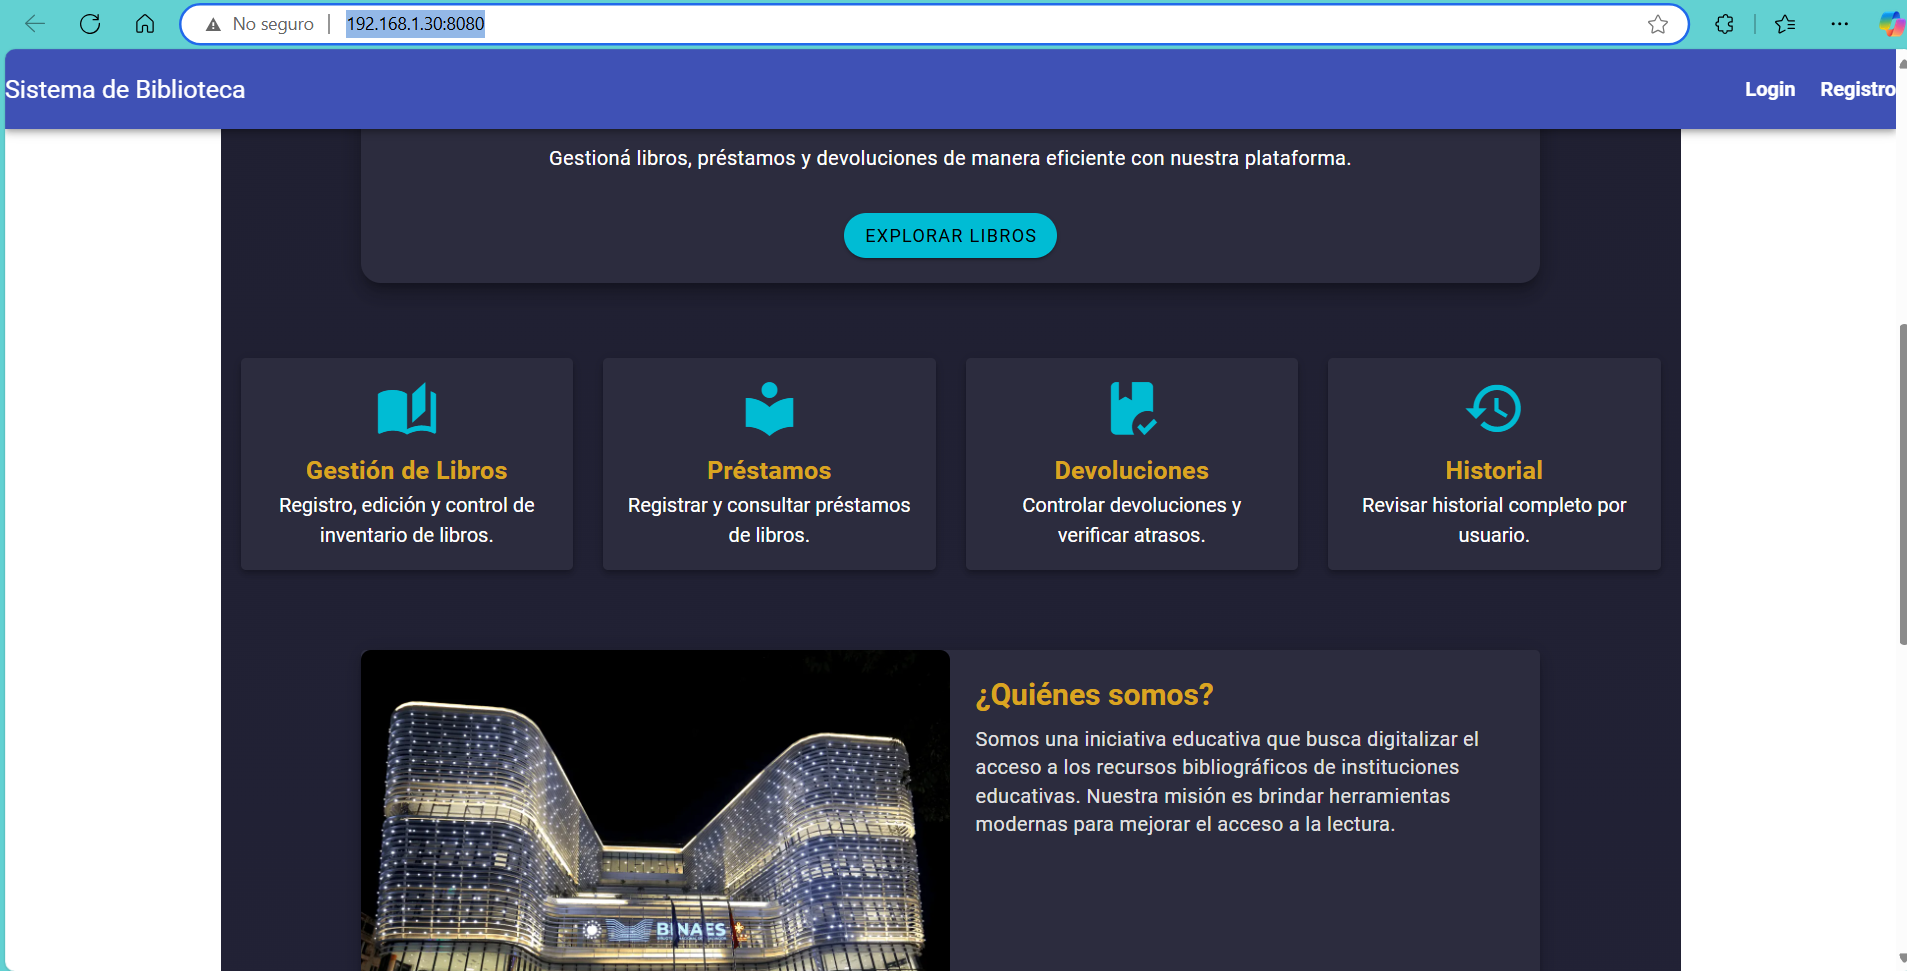 No seguro
192.168.1.30:8080
Sistema de Biblioteca
Login
Registro
Gestioná libros, préstamos y devoluciones de manera eficiente con nuestra plataforma.
EXPLORAR LIBROS
Gestión de Libros
Registro, edición y control de
inventario de libros.
Préstamos
Registrar y consultar préstamos
de libros.
Devoluciones
Controlar devoluciones y
verificar atrasos.
Historial
Revisar historial completo por
usuario.
BINAES
¿Quiénes somos?
Somos una iniciativa educativa que busca digitalizar el
acceso a los recursos bibliográficos de instituciones
educativas. Nuestra misión es brindar herramientas
modernas para mejorar el acceso a la lectura.